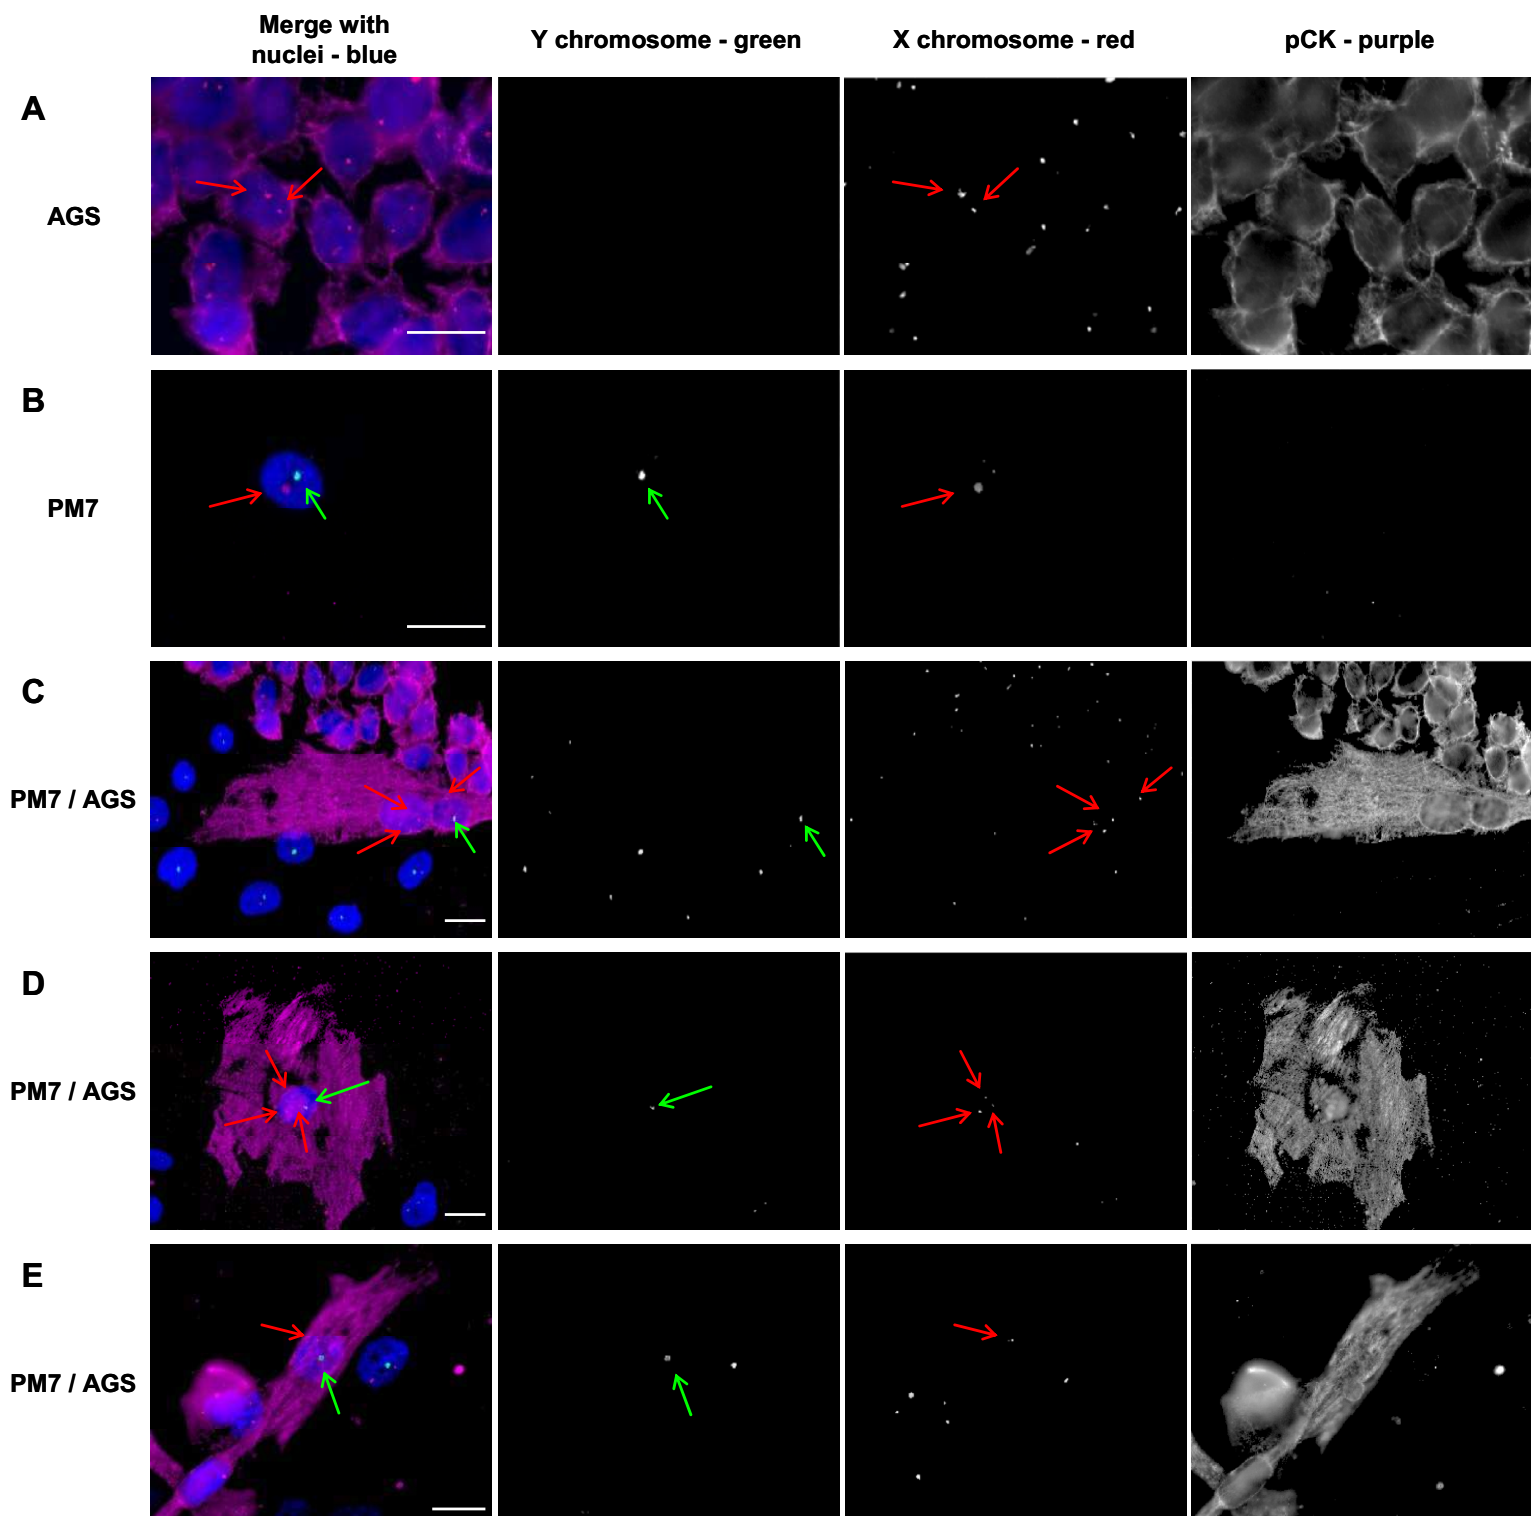 Merge with
nuclei - blue
Y chromosome - green
X chromosome - red
pCK - purple
A
AGS
B
PM7
C
PM7 / AGS
D
PM7 / AGS
E
PM7 / AGS